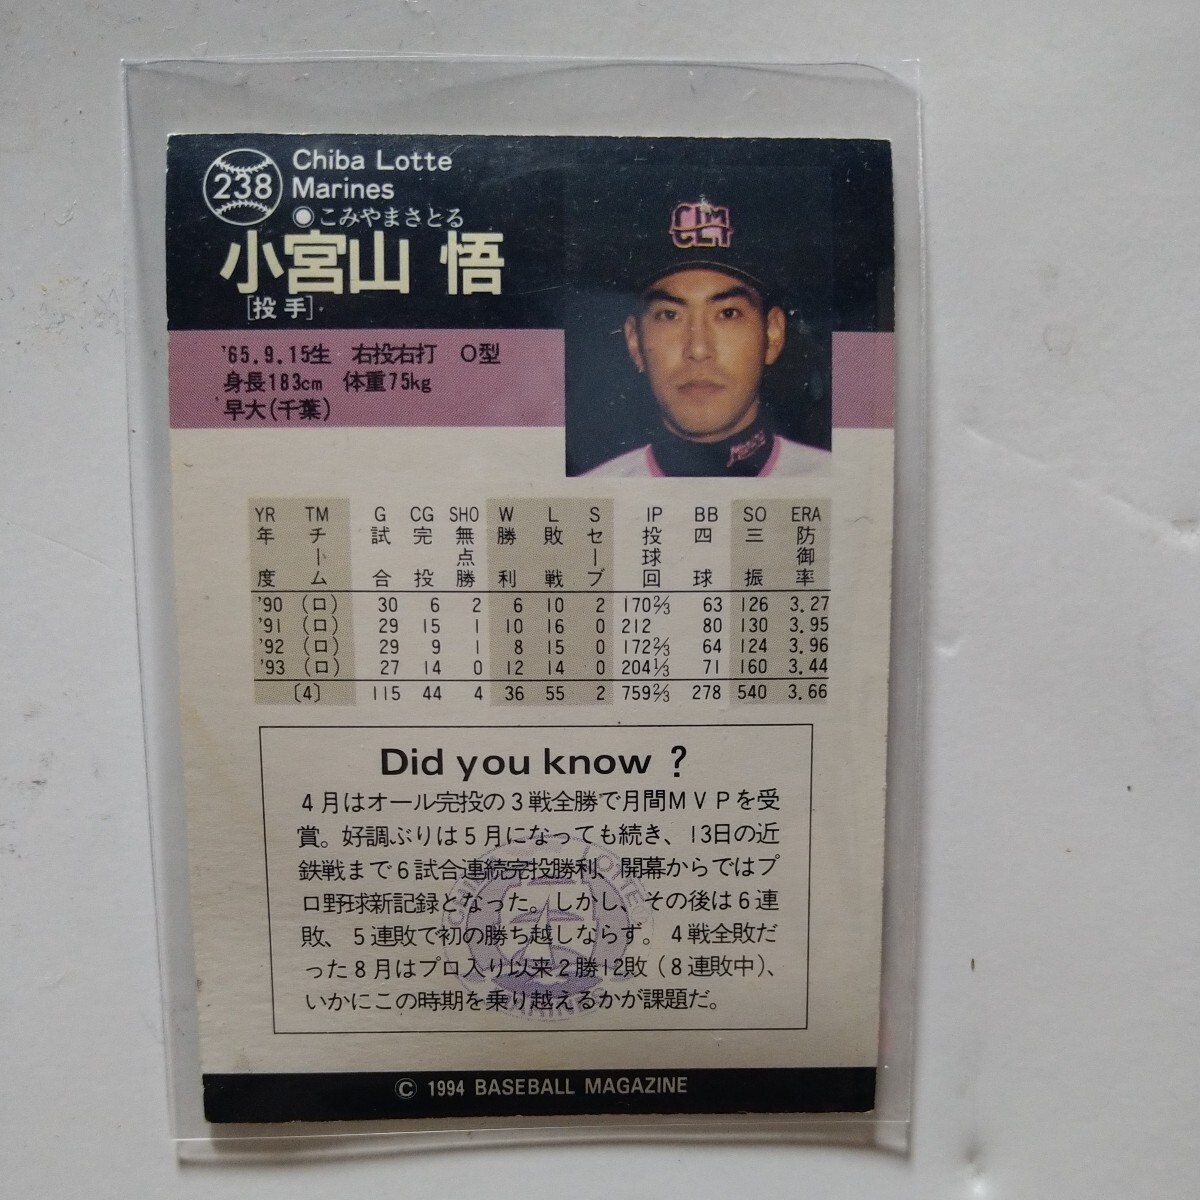 238
Chiba Lotte
Marines
●こみやまさとる
小宮山 悟
[投手]
CLM
'65.9.15生 右投右打 O型
身長183cm 体重75kg
早大(千葉)
YR TM G CG SHO W L S IP BB SO ERA
年度 チーム 試合 完投 無点勝 勝利 敗戦 セーブ 投球回 四球 三振 防御率
'90 (ロ) 30 6 2 6 10 2 170⅔ 63 126 3.27
'91 (ロ) 29 15 1 10 16 0 212 80 130 3.95
'92 (ロ) 29 9 1 8 15 0 172⅔ 64 124 3.96
'93 (ロ) 27 14 0 12 14 0 204⅓ 71 160 3.44
〔4〕 115 44 4 36 55 2 759⅔ 278 540 3.66
Did you know ?
4月はオール完投の3戦全勝で月間MVPを受
賞。好調ぶりは5月になっても続き、13日の近
鉄戦まで6試合連続完投勝利、開幕からではプ
ロ野球新記録となった。しかし、その後は6連
敗、5連敗で初の勝ち越しならず。4戦全敗だ
った8月はプロ入り以来2勝12敗(8連敗中)、
いかにこの時期を乗り越えるかが課題だ。
© 1994 BASEBALL MAGAZINE